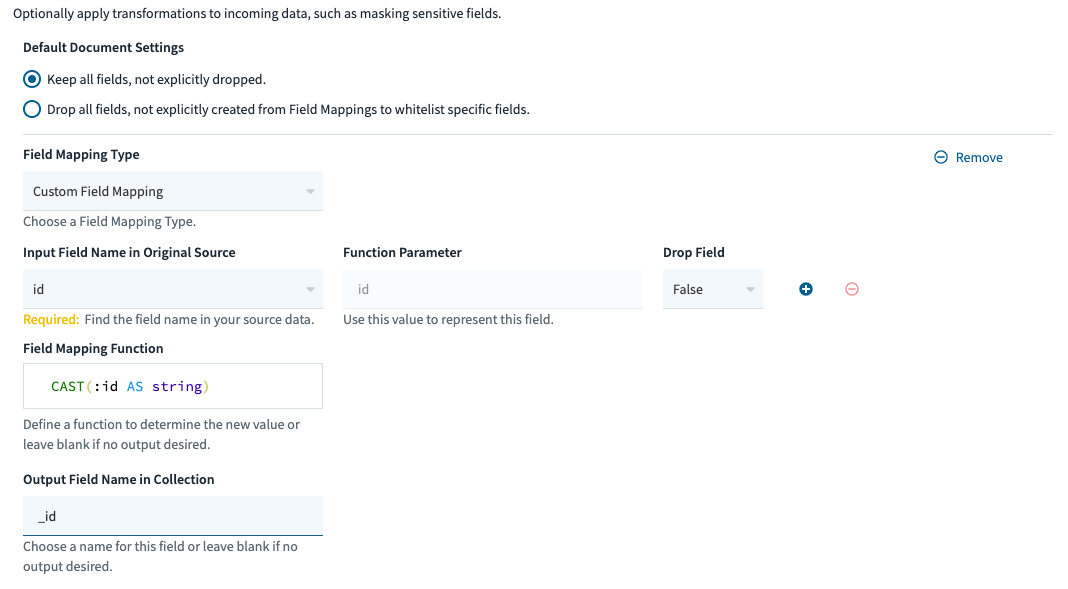 Optionally apply transformations to incoming data, such as masking sensitive fields.
Default Document Settings
Keep all fields, not explicitly dropped.
Drop all fields, not explicitly created from Field Mappings to whitelist specific fields.
Field Mapping Type
Remove
Custom Field Mapping
Choose a Field Mapping Type.
Input Field Name in Original Source Function Parameter Drop Field
id id False
Required: Find the field name in your source data. Use this value to represent this field.
Field Mapping Function
CAST(:id AS string)
Define a function to determine the new value or
leave blank if no output desired.
Output Field Name in Collection
_id
Choose a name for this field or leave blank if no
output desired.